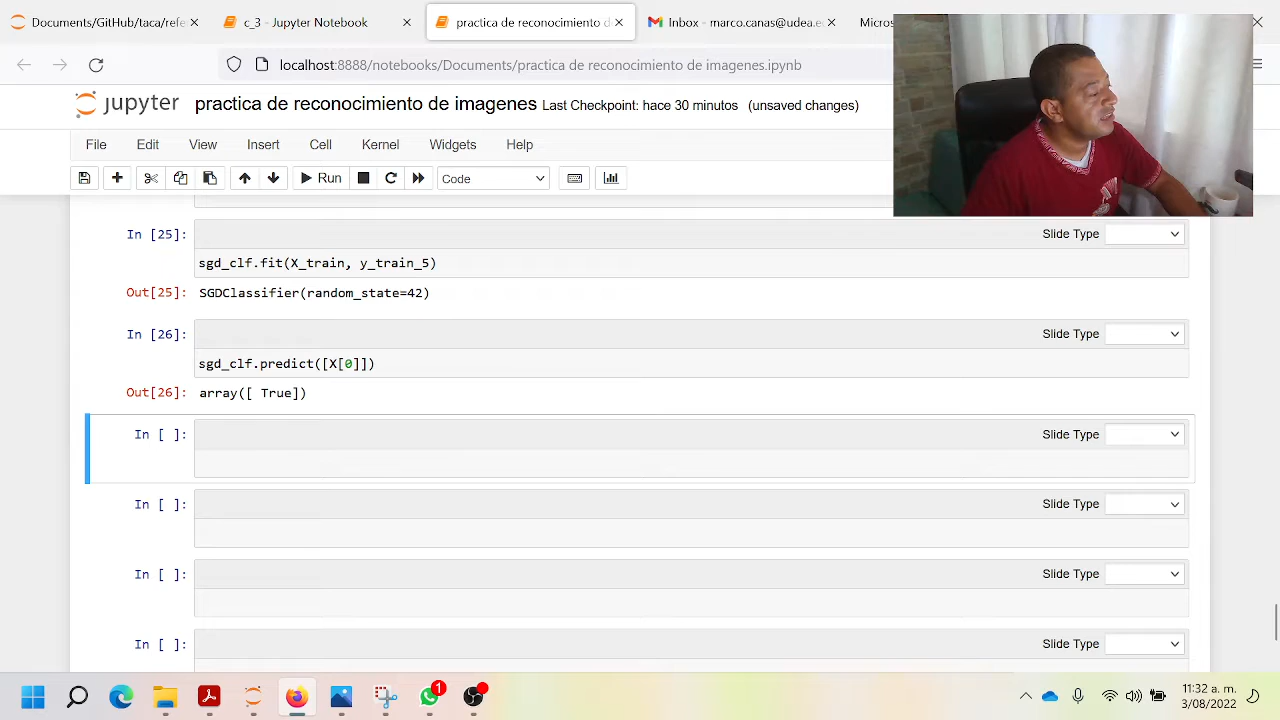 Documents/GitHub/taca/refe
c_3 - Jupyter Notebook
practica de reconocimiento d
Inbox - marco.canas@udea.ec
Micros
localhost:8888/notebooks/Documents/practica de reconocimiento de imagenes.ipynb
jupyter practica de reconocimiento de imagenes Last Checkpoint: hace 30 minutos (unsaved changes)
File Edit View Insert Cell Kernel Widgets Help
Run Code
In [25]: Slide Type
sgd_clf.fit(X_train, y_train_5)
Out[25]: SGDClassifier(random_state=42)
In [26]: Slide Type
sgd_clf.predict([X[0]])
Out[26]: array([ True])
In [ ]: Slide Type
In [ ]: Slide Type
In [ ]: Slide Type
In [ ]: Slide Type
1
11:32 a. m.
3/08/2022